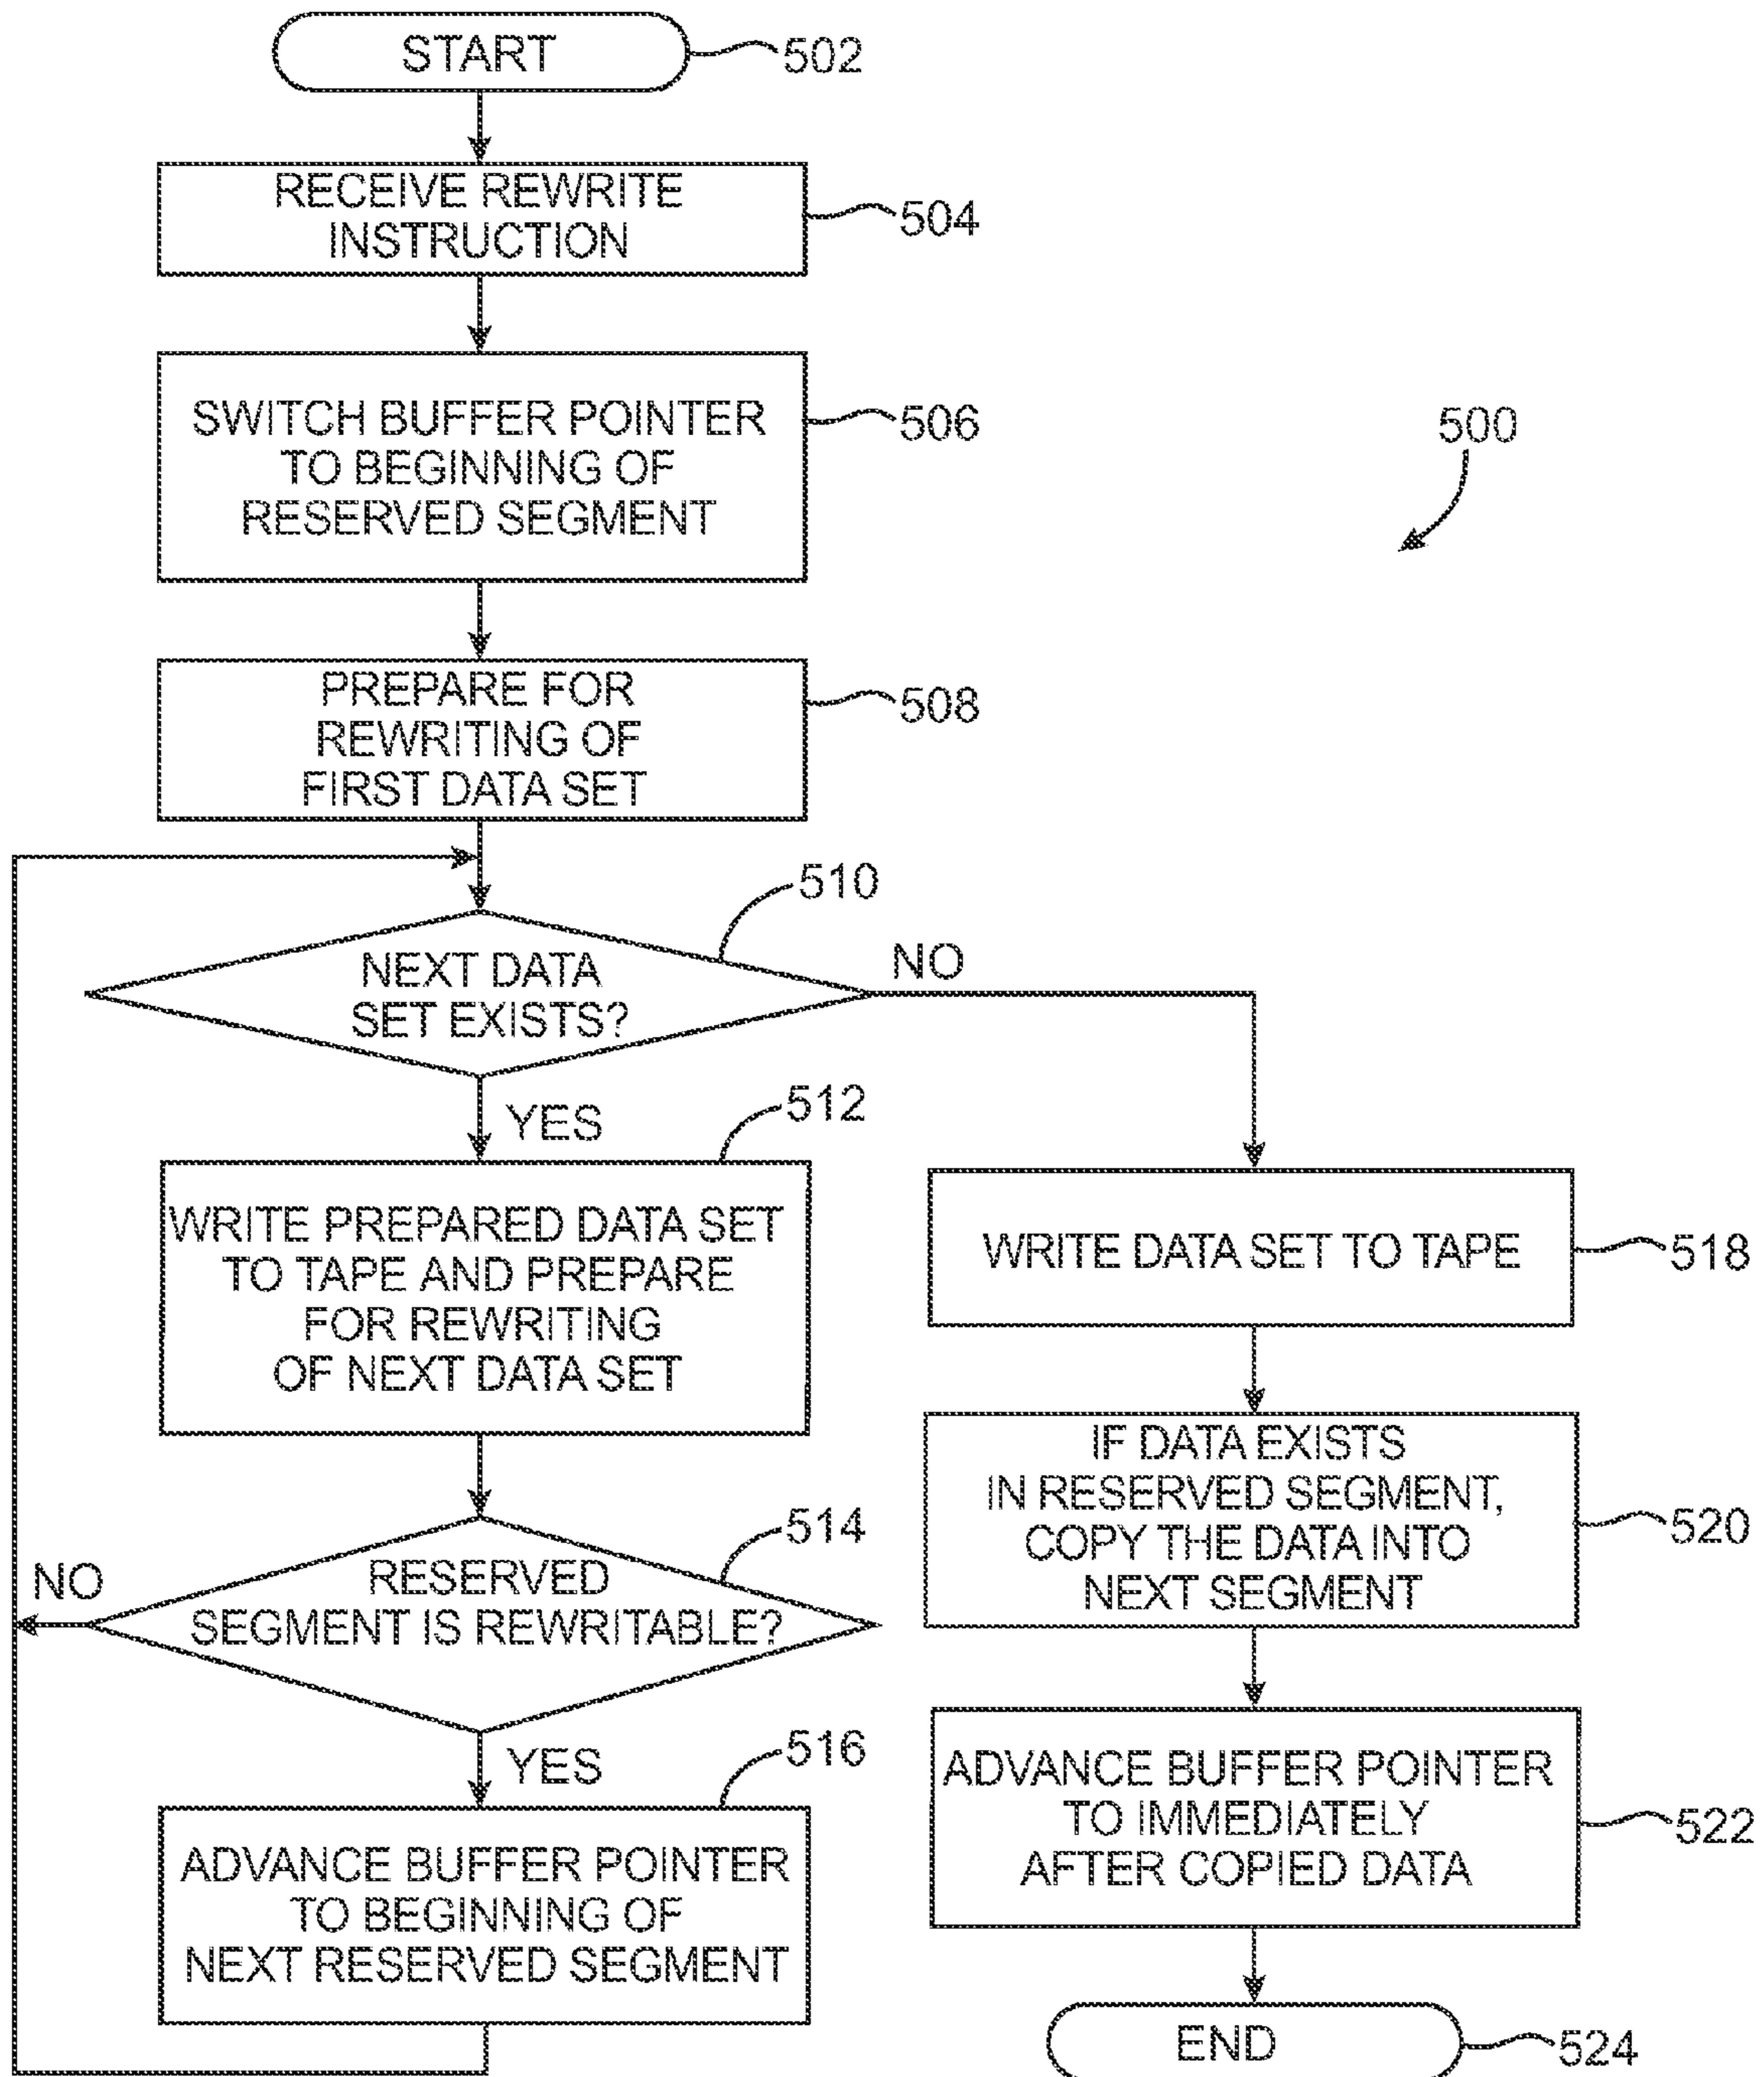 START
502
RECEIVE REWRITE
INSTRUCTION
504
SWITCH BUFFER POINTER
TO BEGINNING OF
RESERVED SEGMENT
506
500
PREPARE FOR
REWRITING OF
FIRST DATA SET
508
510
NEXT DATA
SET EXISTS?
NO
YES
512
WRITE PREPARED DATA SET
TO TAPE AND PREPARE
FOR REWRITING
OF NEXT DATA SET
514
RESERVED
SEGMENT IS REWRITABLE?
NO
YES
516
ADVANCE BUFFER POINTER
TO BEGINNING OF
NEXT RESERVED SEGMENT
WRITE DATA SET TO TAPE
518
IF DATA EXISTS
IN RESERVED SEGMENT,
COPY THE DATA INTO
NEXT SEGMENT
520
ADVANCE BUFFER POINTER
TO IMMEDIATELY
AFTER COPIED DATA
522
END
524